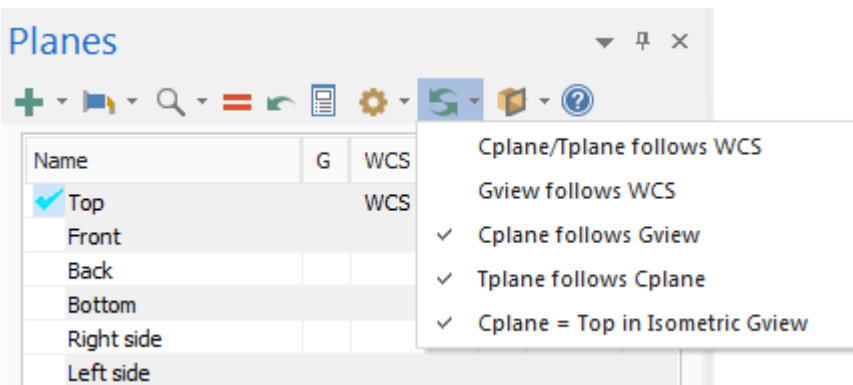 Planes
Name G WCS
Top WCS
Front
Back
Bottom
Right side
Left side
Cplane/Tplane follows WCS
Gview follows WCS
Cplane follows Gview
Tplane follows Cplane
Cplane = Top in Isometric Gview